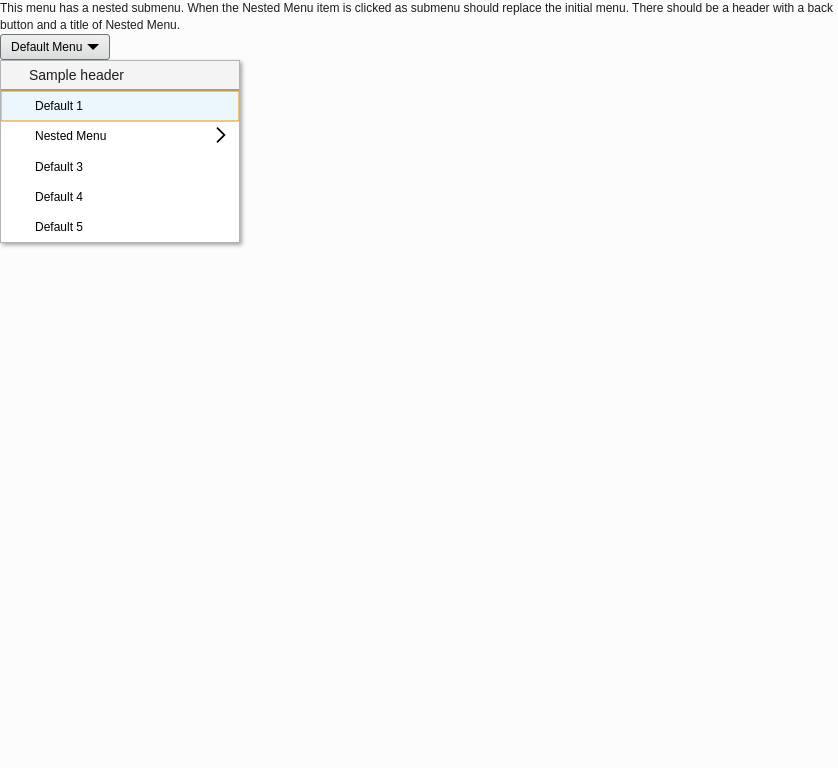 This menu has a nested submenu. When the Nested Menu item is clicked as submenu should replace the initial menu. There should be a header with a back
button and a title of Nested Menu.
Default Menu
Sample header
Default 1
Nested Menu
Default 3
Default 4
Default 5